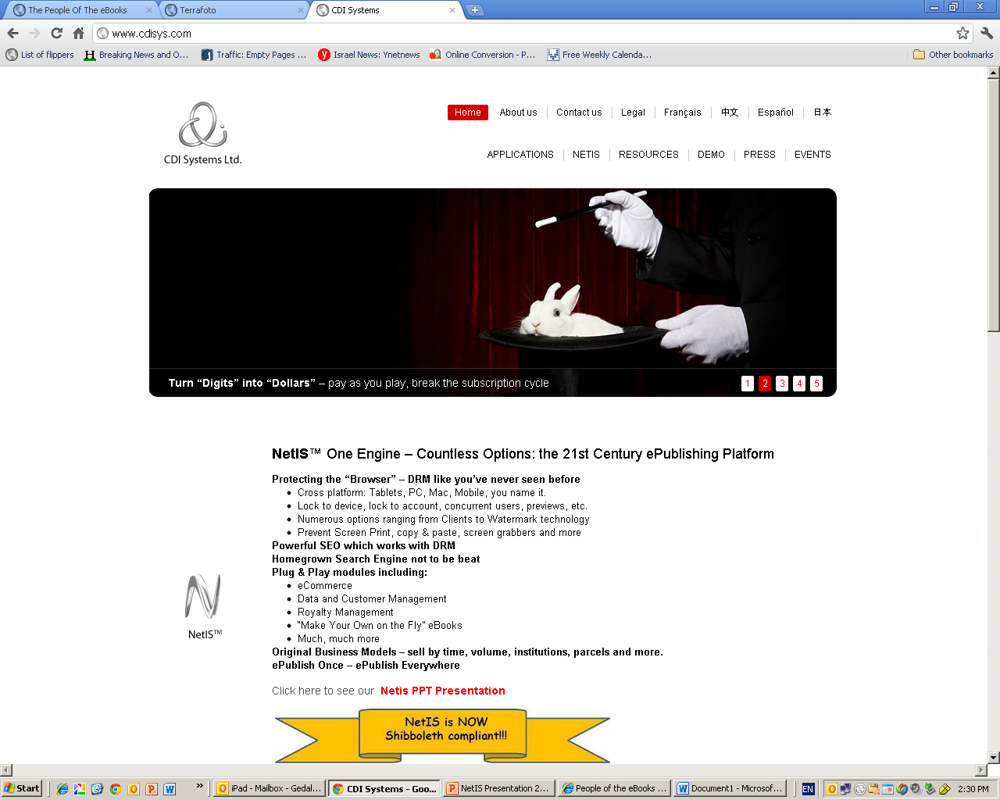 The People Of The eBooks
Terrafoto
CDI Systems
www.cdisys.com
List of flippers
Breaking News and O...
Traffic: Empty Pages ...
Israel News: Ynetnews
Online Conversion - P...
Free Weekly Calenda...
Other bookmarks
Home
About us
Contact us
Legal
Français
中文
Español
日本
CDI Systems Ltd.
APPLICATIONS
NETIS
RESOURCES
DEMO
PRESS
EVENTS
Turn “Digits” into “Dollars” – pay as you play, break the subscription cycle
1 2 3 4 5
NetIS™ One Engine – Countless Options: the 21st Century ePublishing Platform
Protecting the “Browser” – DRM like you’ve never seen before
• Cross platform: Tablets, PC, Mac, Mobile, you name it.
• Lock to device, lock to account, concurrent users, previews, etc.
• Numerous options ranging from Clients to Watermark technology
• Prevent Screen Print, copy & paste, screen grabbers and more
Powerful SEO which works with DRM
Homegrown Search Engine not to be beat
Plug & Play modules including:
• eCommerce
• Data and Customer Management
• Royalty Management
• "Make Your Own on the Fly" eBooks
• Much, much more
NetIS™
Original Business Models – sell by time, volume, institutions, parcels and more.
ePublish Once – ePublish Everywhere
Click here to see our Netis PPT Presentation
NetIS is NOW
Shibboleth compliant!!!
Start
iPad - Mailbox - Gedal...
CDI Systems - Goo...
NetIS Presentation 2...
People of the eBooks ...
Document1 - Microsof...
EN
2:30 PM